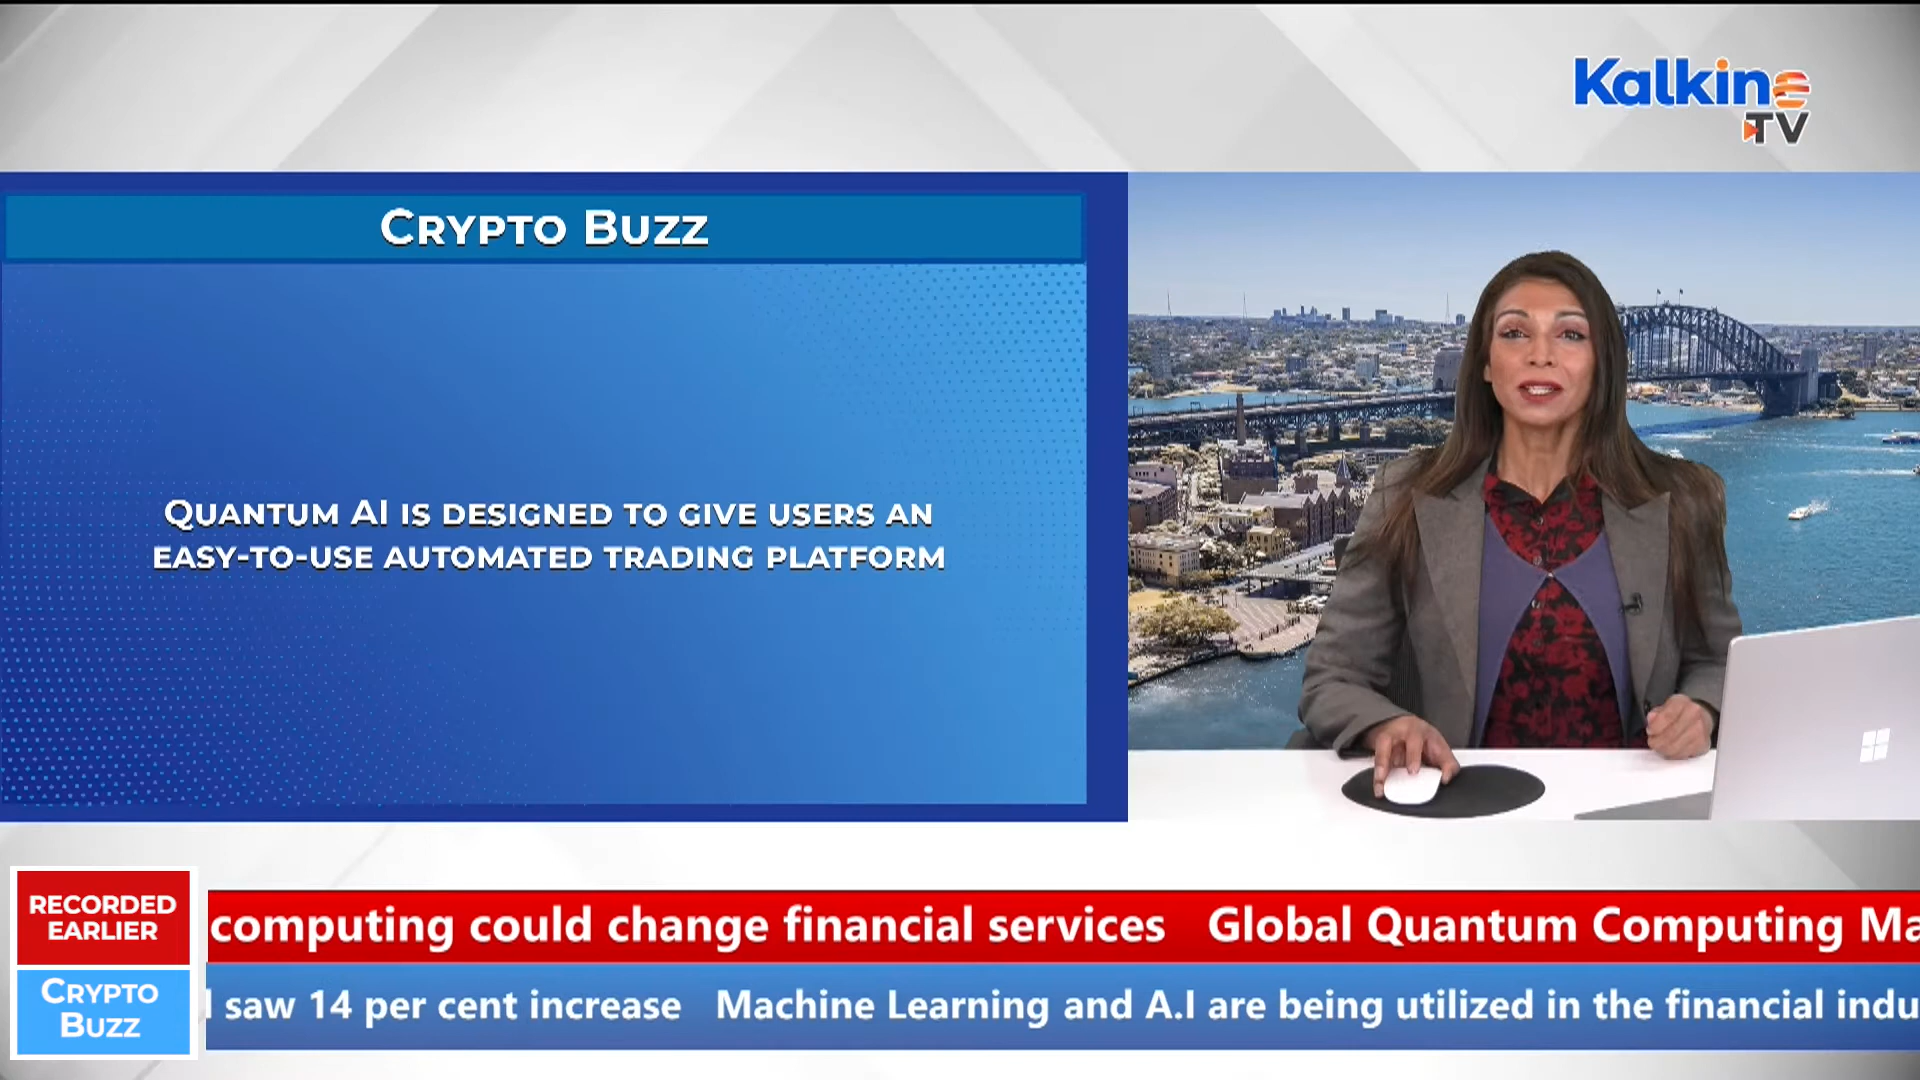 Kalkine
TV
Crypto Buzz
Quantum AI is designed to give users an
easy-to-use automated trading platform
RECORDED
EARLIER
computing could change financial services Global Quantum Computing Ma
Crypto
Buzz
saw 14 per cent increase Machine Learning and A.I are being utilized in the financial indu